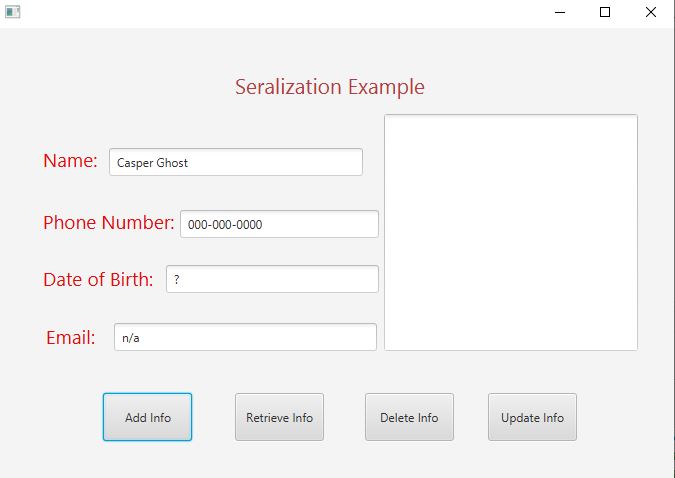 Seralization Example
Name: Casper Ghost
Phone Number: 000-000-0000
Date of Birth: ?
Email: n/a
Add Info Retrieve Info Delete Info Update Info